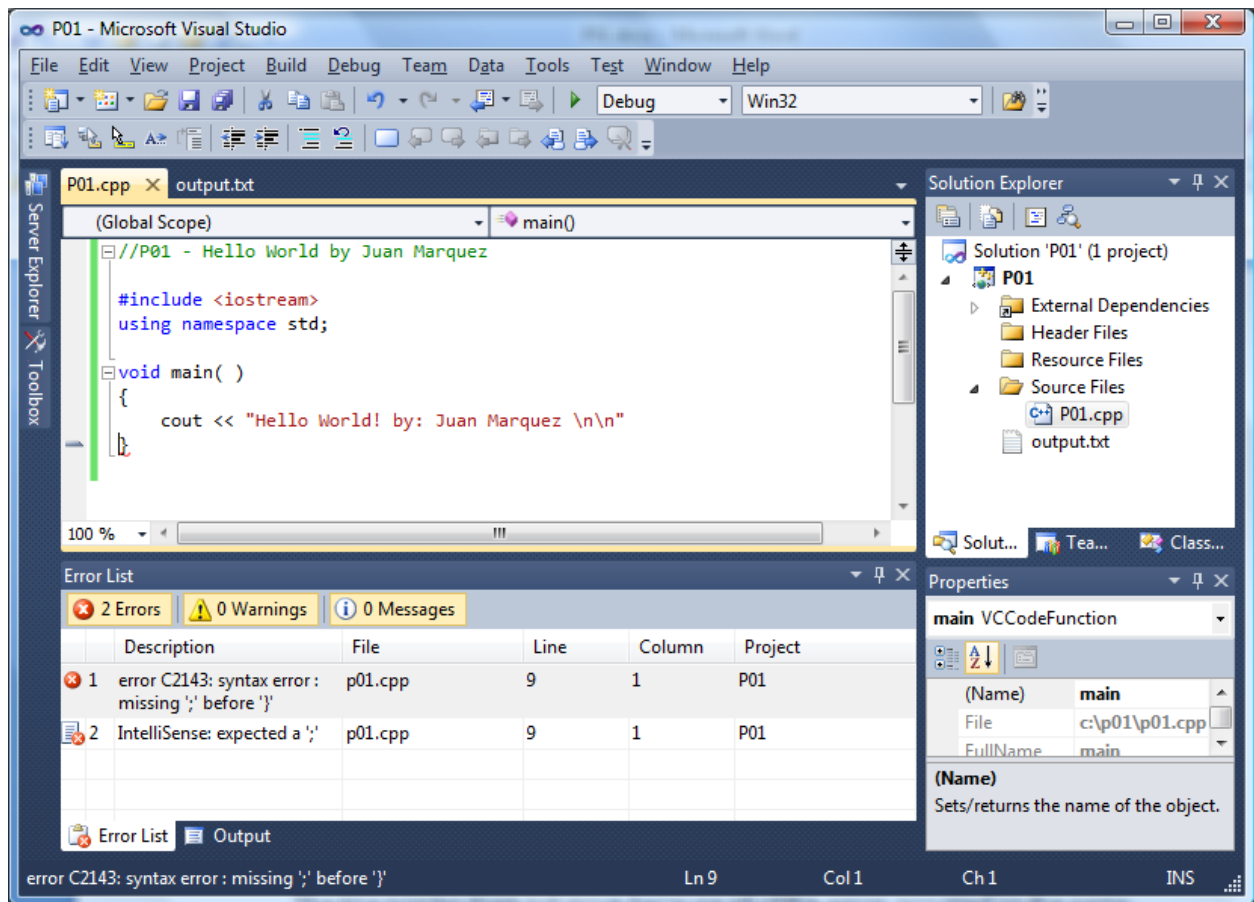 P01 - Microsoft Visual Studio
File Edit View Project Build Debug Team Data Tools Test Window Help
Debug Win32
Server Explorer
Toolbox
P01.cpp output.txt
(Global Scope) main()
//P01 - Hello World by Juan Marquez
#include <iostream>
using namespace std;
void main( )
{
cout << "Hello World! by: Juan Marquez \n\n"
}
100 %
Solution Explorer
Solution 'P01' (1 project)
P01
External Dependencies
Header Files
Resource Files
Source Files
P01.cpp
output.txt
Solut... Tea... Class...
Error List
2 Errors 0 Warnings 0 Messages
Description File Line Column Project
1 error C2143: syntax error : missing ';' before '}' p01.cpp 9 1 P01
2 IntelliSense: expected a ';' p01.cpp 9 1 P01
Error List Output
Properties
main VCCodeFunction
(Name) main
File c:\p01\p01.cpp
FullName main
(Name)
Sets/returns the name of the object.
error C2143: syntax error : missing ';' before '}' Ln 9 Col 1 Ch 1 INS